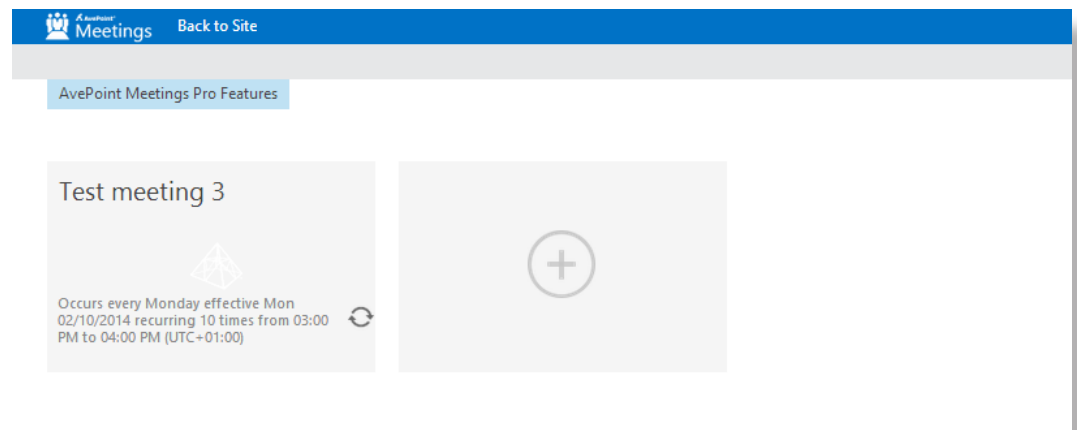 AvePoint
Meetings
Back to Site
AvePoint Meetings Pro Features
Test meeting 3
Occurs every Monday effective Mon
02/10/2014 recurring 10 times from 03:00
PM to 04:00 PM (UTC+01:00)